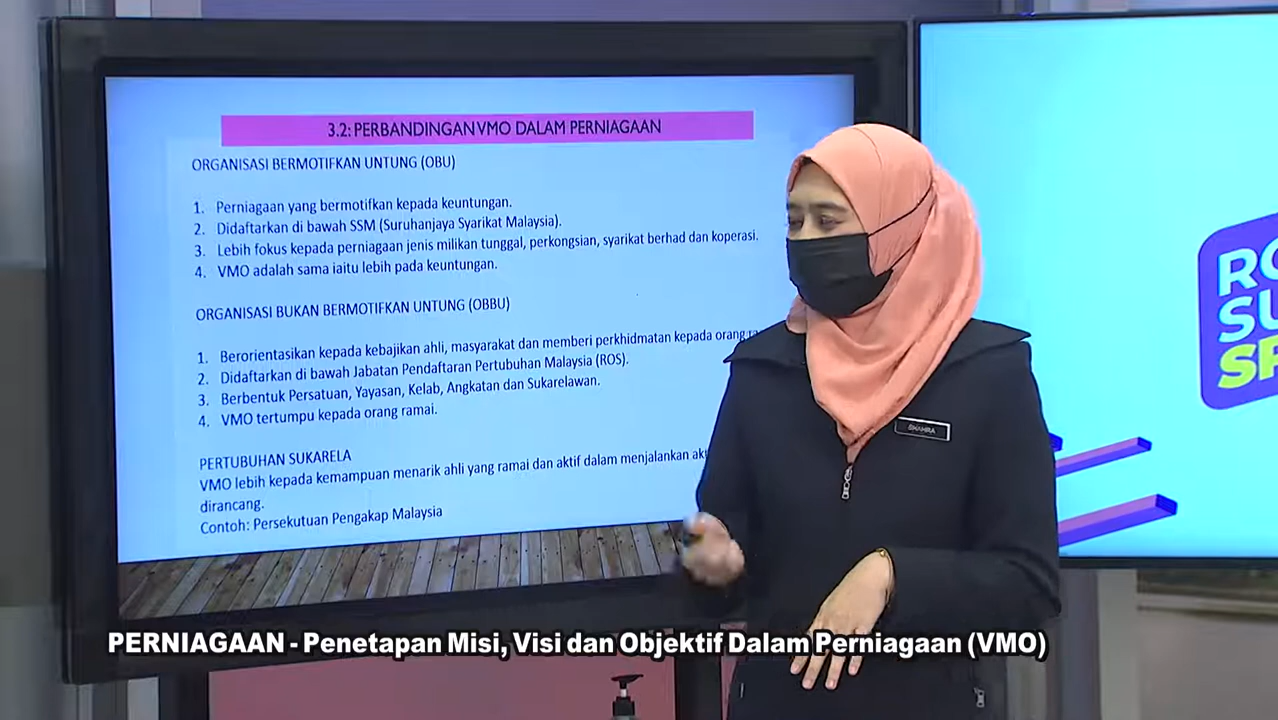 3.2: PERBANDINGAN VMO DALAM PERNIAGAAN
ORGANISASI BERMOTIFKAN UNTUNG (OBU)
1. Perniagaan yang bermotifkan kepada keuntungan.
2. Didaftarkan di bawah SSM (Suruhanjaya Syarikat Malaysia).
3. Lebih fokus kepada perniagaan jenis milikan tunggal, perkongsian, syarikat berhad dan koperasi.
4. VMO adalah sama iaitu lebih pada keuntungan.
ORGANISASI BUKAN BERMOTIFKAN UNTUNG (OBBU)
1. Berorientasikan kepada kebajikan ahli, masyarakat dan memberi perkhidmatan kepada orang
2. Didaftarkan di bawah Jabatan Pendaftaran Pertubuhan Malaysia (ROS).
3. Berbentuk Persatuan, Yayasan, Kelab, Angkatan dan Sukarelawan.
4. VMO tertumpu kepada orang ramai.
PERTUBUHAN SUKARELA
VMO lebih kepada kemampuan menarik ahli yang ramai dan aktif dalam menjalankan
dirancang.
Contoh: Persekutuan Pengakap Malaysia
SHAHIRA
PERNIAGAAN - Penetapan Misi, Visi dan Objektif Dalam Perniagaan (VMO)